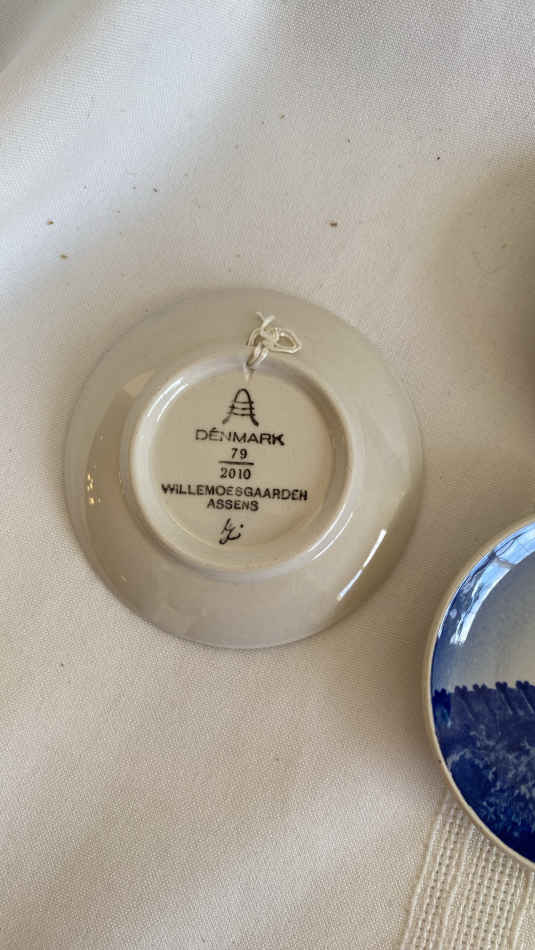 DENMARK
79
2010
WILLEMOESGAARDEN
ASSENS